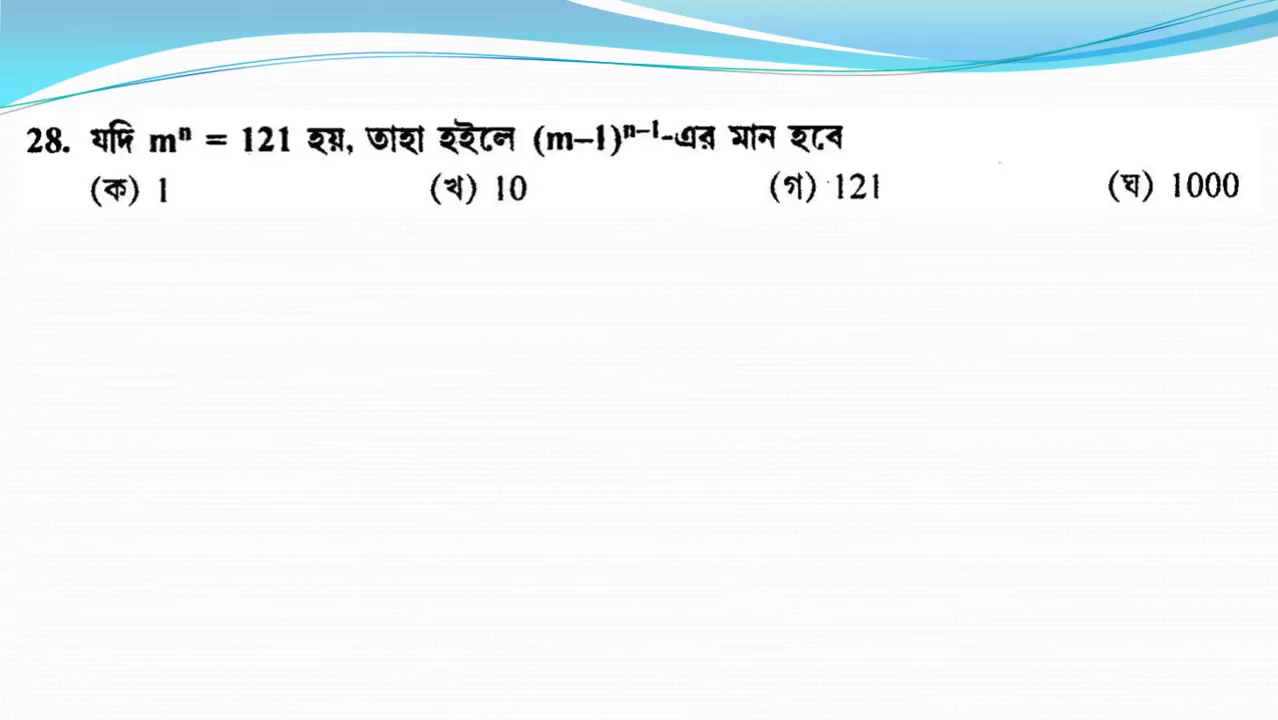 28. যদি mⁿ = 121 হয়, তাহা হইলে (m–1)ⁿ⁻¹-এর মান হবে
(ক) 1 (খ) 10 (গ) 121 (ঘ) 1000